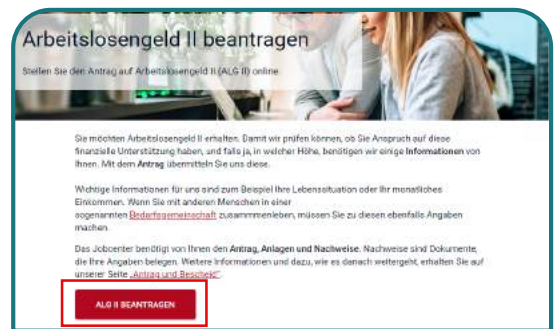 Arbeitslosengeld II beantragen
Stellen Sie den Antrag auf Arbeitslosengeld II (ALG II) online.
Sie möchten Arbeitslosengeld II erhalten. Damit wir prüfen können, ob Sie Anspruch auf diese
finanzielle Unterstützung haben, und falls ja, in welcher Höhe, benötigen wir einige Informationen von
Ihnen. Mit dem Antrag übermitteln Sie uns diese.
Wichtige Informationen für uns sind zum Beispiel Ihre Lebenssituation oder Ihr monatliches
Einkommen. Wenn Sie mit anderen Menschen in einer
sogenannten Bedarfsgemeinschaft zusammenleben, müssen Sie zu diesen ebenfalls Angaben
machen.
Das Jobcenter benötigt von Ihnen den Antrag, Anlagen und Nachweise. Nachweise sind Dokumente,
die Ihre Angaben belegen. Weitere Informationen und dazu, wie es danach weitergeht, erhalten Sie auf
unserer Seite „Antrag und Bescheid“.
ALG II BEANTRAGEN